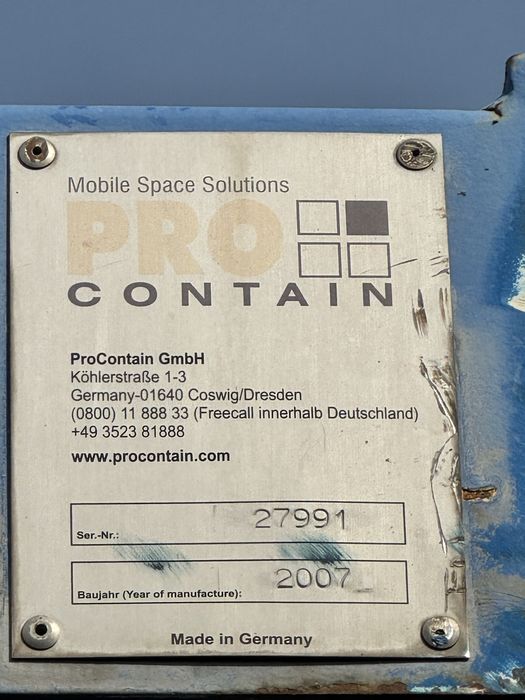 Mobile Space Solutions
PRO
CONTAIN
ProContain GmbH
Köhlerstraße 1-3
Germany-01640 Coswig/Dresden
(0800) 11 888 33 (Freecall innerhalb Deutschland)
+49 3523 81888
www.procontain.com
Ser.-Nr.: 27991
Baujahr (Year of manufacture): 2007
Made in Germany